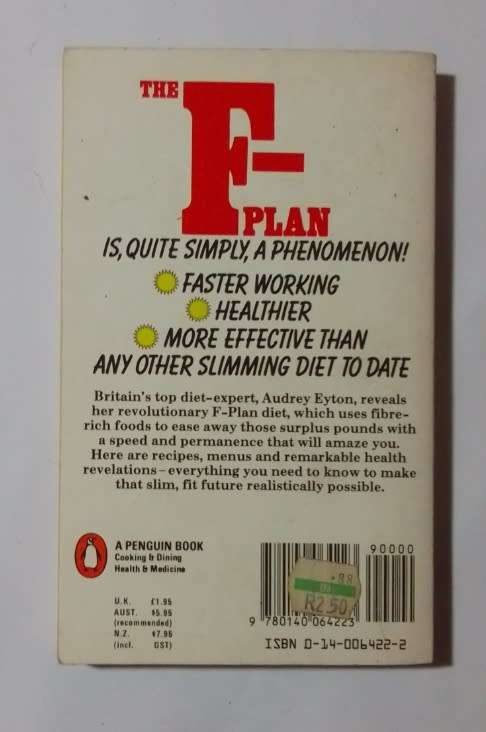 THE
F-
PLAN
IS, QUITE SIMPLY, A PHENOMENON!
FASTER WORKING
HEALTHIER
MORE EFFECTIVE THAN
ANY OTHER SLIMMING DIET TO DATE
Britain's top diet-expert, Audrey Eyton, reveals
her revolutionary F-Plan diet, which uses fibre-
rich foods to ease away those surplus pounds with
a speed and permanence that will amaze you.
Here are recipes, menus and remarkable health
revelations – everything you need to know to make
that slim, fit future realistically possible.
A PENGUIN BOOK
Cooking & Dining
Health & Medicine
U.K. £1.95
AUST. $5.95
(recommended)
N.Z. $7.95
(incl. GST)
90000
R2.50
9 780140 064223
ISBN 0-14-006422-2